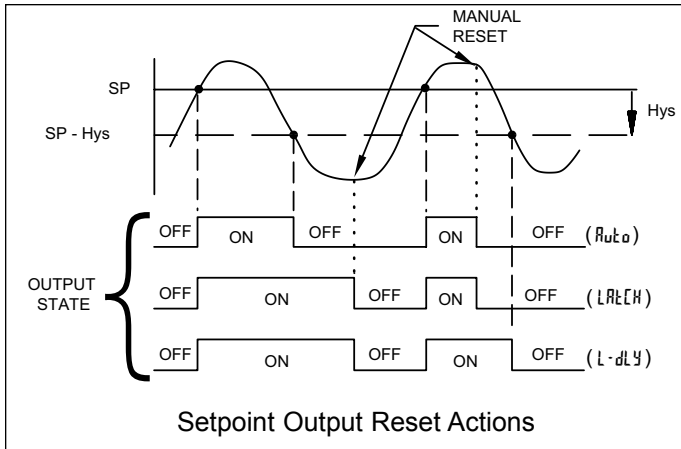 MANUAL
RESET
SP
Hys
SP - Hys
OFF ON OFF ON OFF (Auto)
OUTPUT
STATE
OFF ON OFF ON OFF (LAtCH)
OFF ON OFF ON OFF (L-dLY)
Setpoint Output Reset Actions